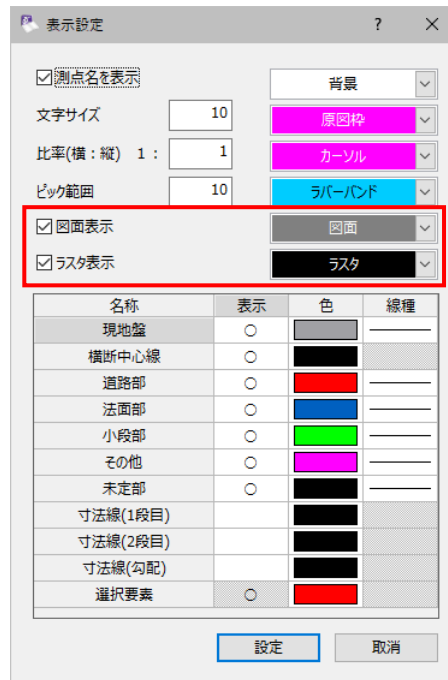 表示設定 ? ×
測点名を表示 背景
文字サイズ 10 原図枠
比率(横：縦) 1： 1 カーソル
ピック範囲 10 ラバーバンド
図面表示 図面
ラスタ表示 ラスタ
名称 表示 色 線種
現地盤 ○
横断中心線 ○
道路部 ○
法面部 ○
小段部 ○
その他 ○
未定部 ○
寸法線(1段目)
寸法線(2段目)
寸法線(勾配)
選択要素 ○
設定 取消